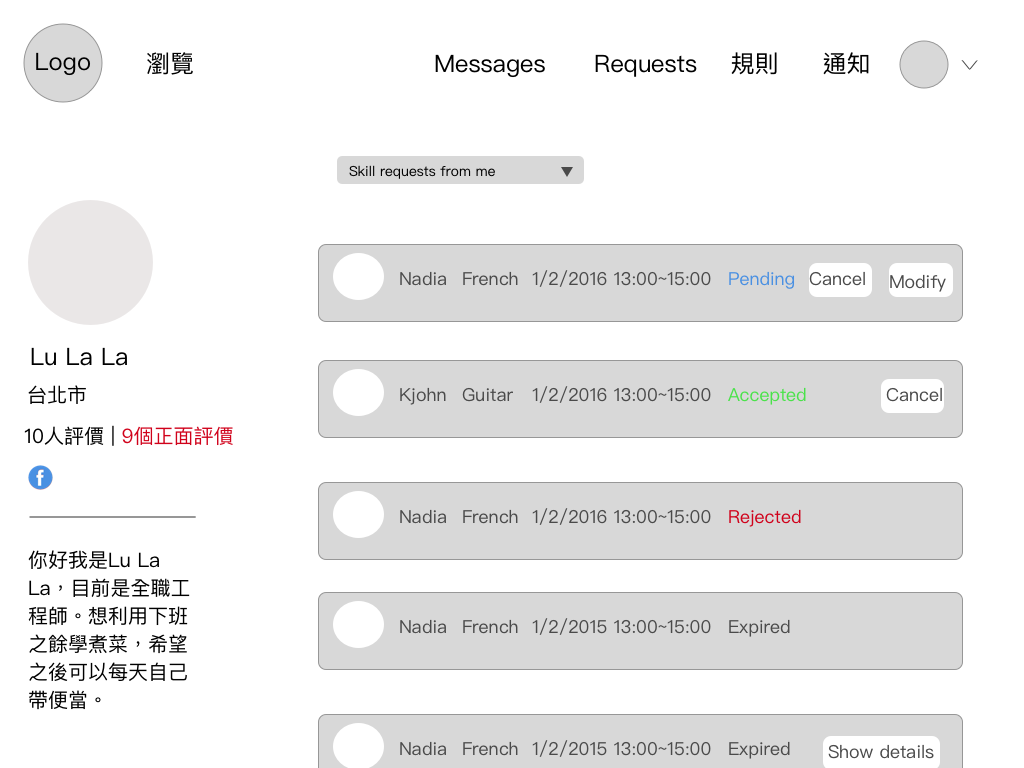 Logo 瀏覽 Messages Requests 規則 通知
Skill requests from me
Lu La La
台北市
10人評價 | 9個正面評價
你好我是Lu La
La，目前是全職工
程師。想利用下班
之餘學煮菜，希望
之後可以每天自己
帶便當。
Nadia French 1/2/2016 13:00~15:00 Pending Cancel Modify
Kjohn Guitar 1/2/2016 13:00~15:00 Accepted Cancel
Nadia French 1/2/2016 13:00~15:00 Rejected
Nadia French 1/2/2015 13:00~15:00 Expired
Nadia French 1/2/2015 13:00~15:00 Expired Show details